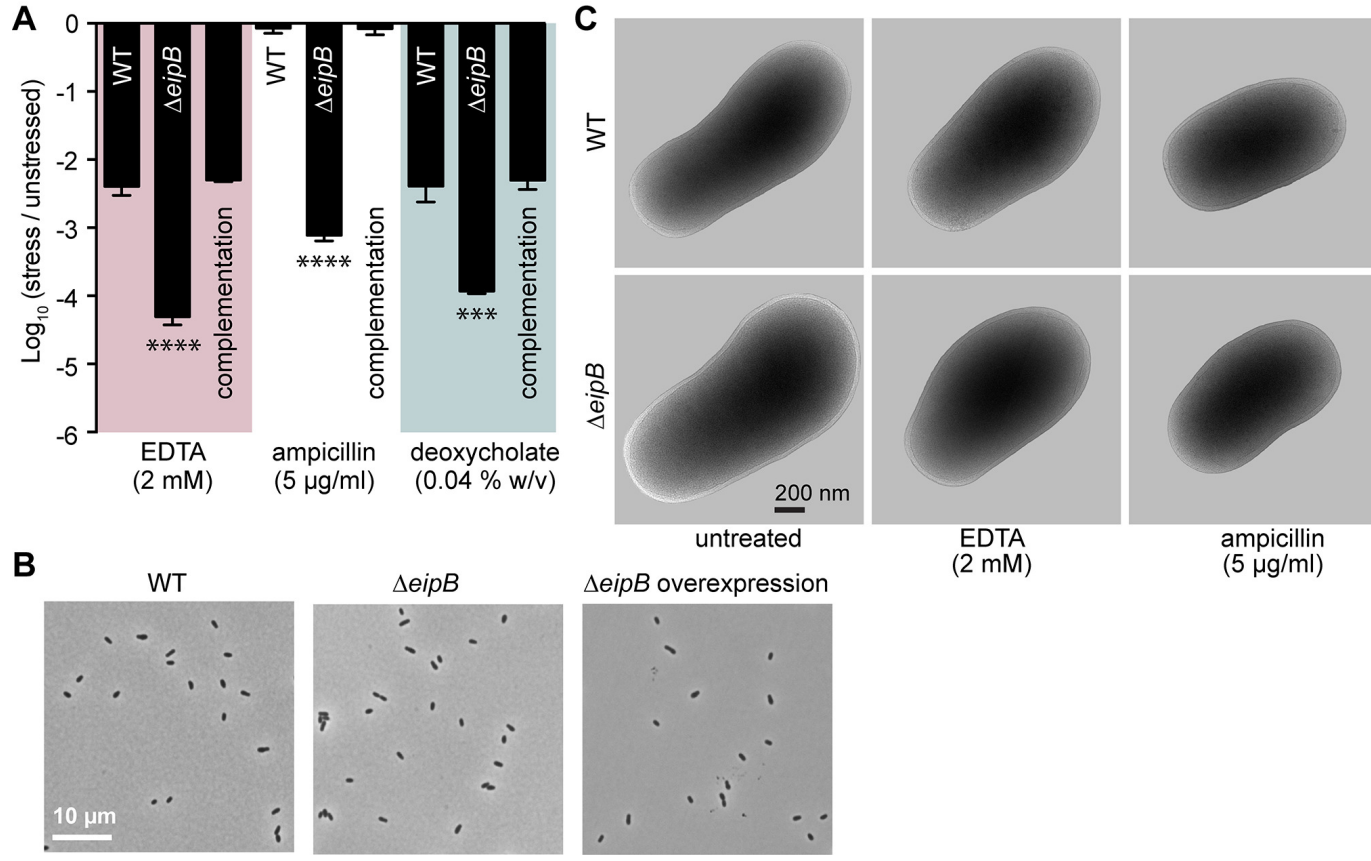 A
0
-1
-2
-3
-4
-5
-6
Log10 (stress / unstressed)
WT
ΔeipB
complementation
WT
ΔeipB
complementation
WT
ΔeipB
complementation
****
****
***
EDTA
(2 mM)
ampicillin
(5 µg/ml)
deoxycholate
(0.04 % w/v)
B
WT
ΔeipB
ΔeipB overexpression
10 µm
C
WT
ΔeipB
200 nm
untreated
EDTA
(2 mM)
ampicillin
(5 µg/ml)